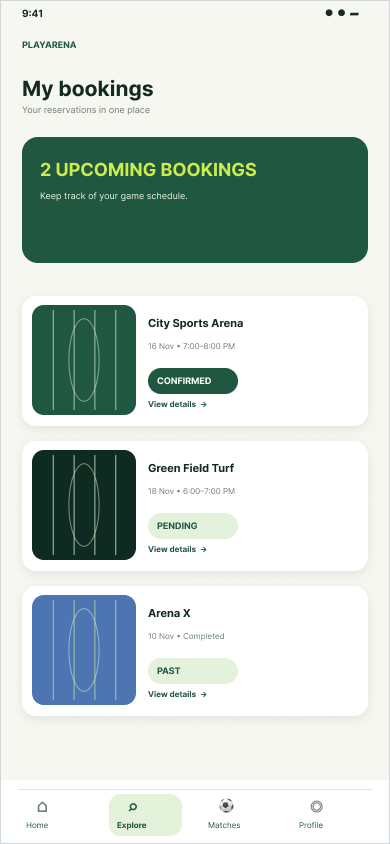 9:41
PLAYARENA
My bookings
Your reservations in one place
2 UPCOMING BOOKINGS
Keep track of your game schedule.
City Sports Arena
16 Nov • 7:00–8:00 PM
CONFIRMED
View details →
Green Field Turf
18 Nov • 6:00–7:00 PM
PENDING
View details →
Arena X
10 Nov • Completed
PAST
View details →
Home
Explore
Matches
Profile